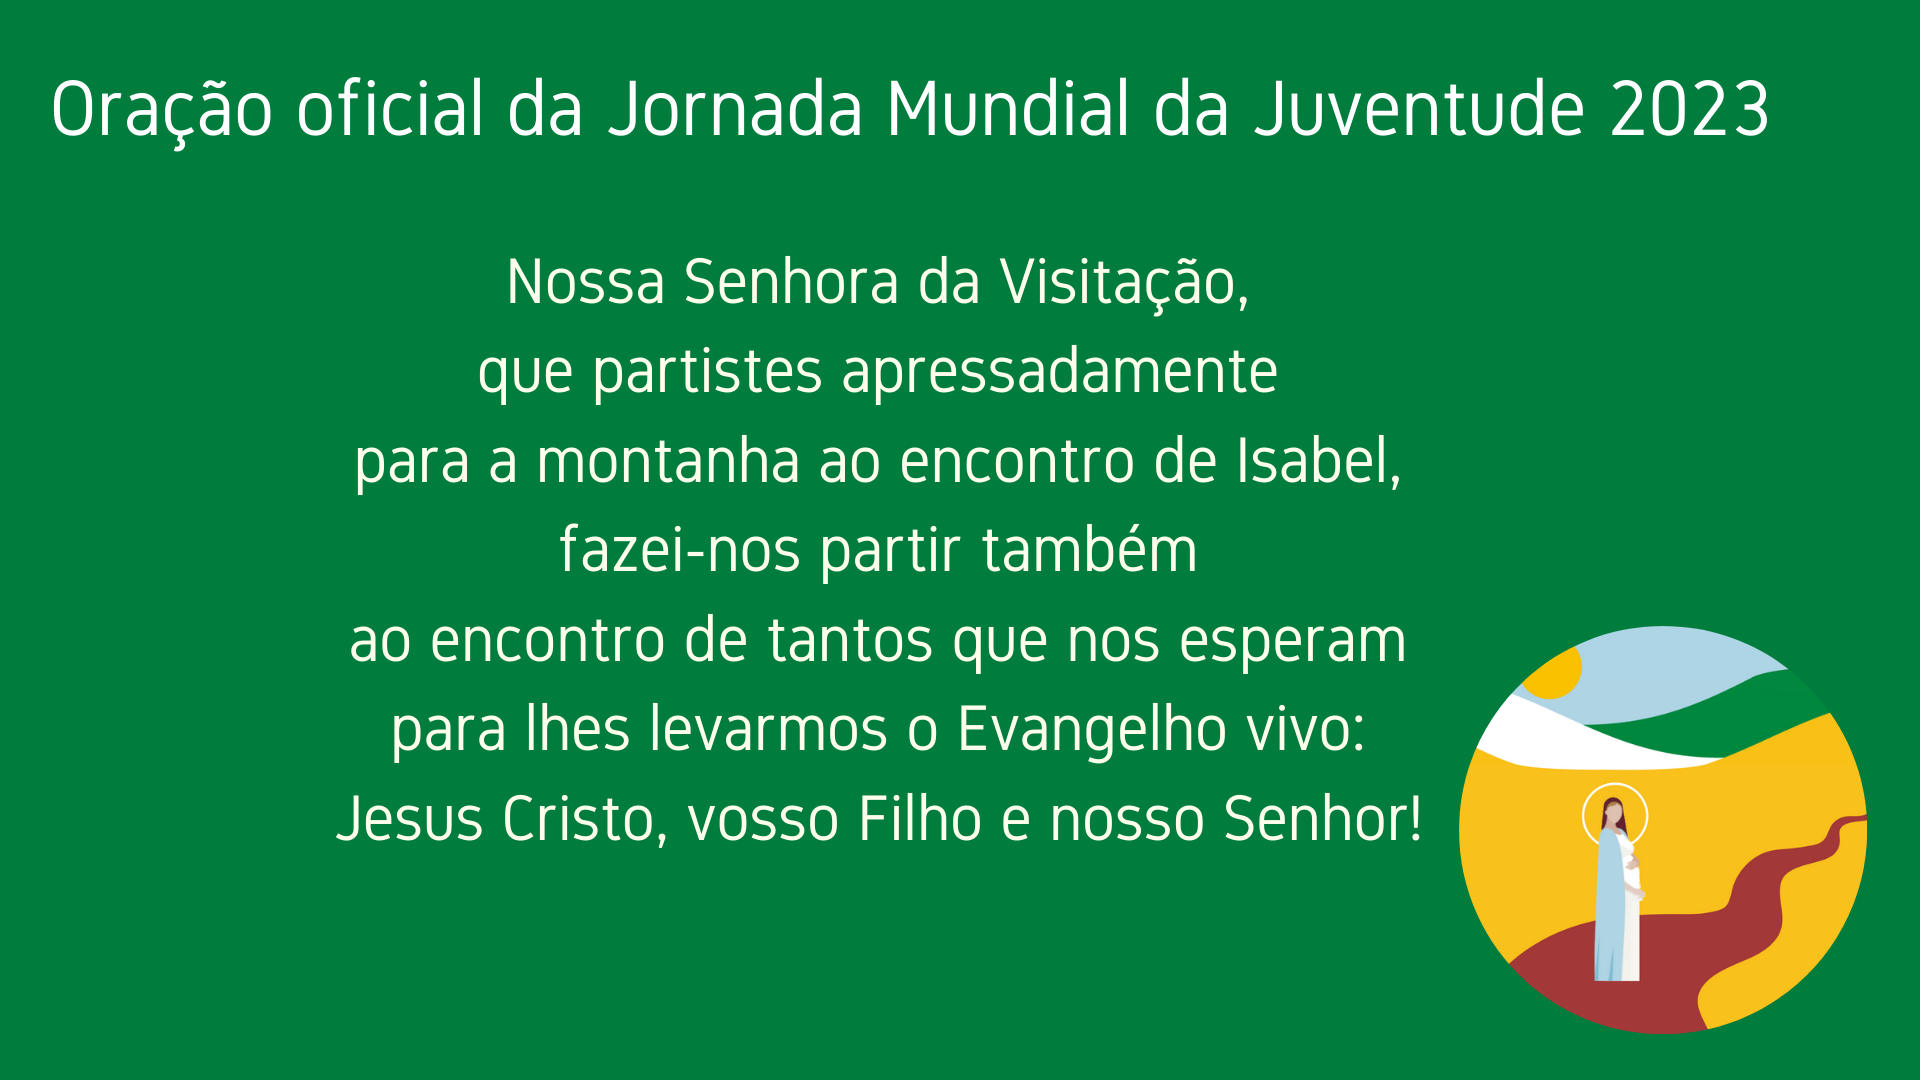 Oração oficial da Jornada Mundial da Juventude 2023
Nossa Senhora da Visitação,
que partistes apressadamente
para a montanha ao encontro de Isabel,
fazei-nos partir também
ao encontro de tantos que nos esperam
para lhes levarmos o Evangelho vivo:
Jesus Cristo, vosso Filho e nosso Senhor!